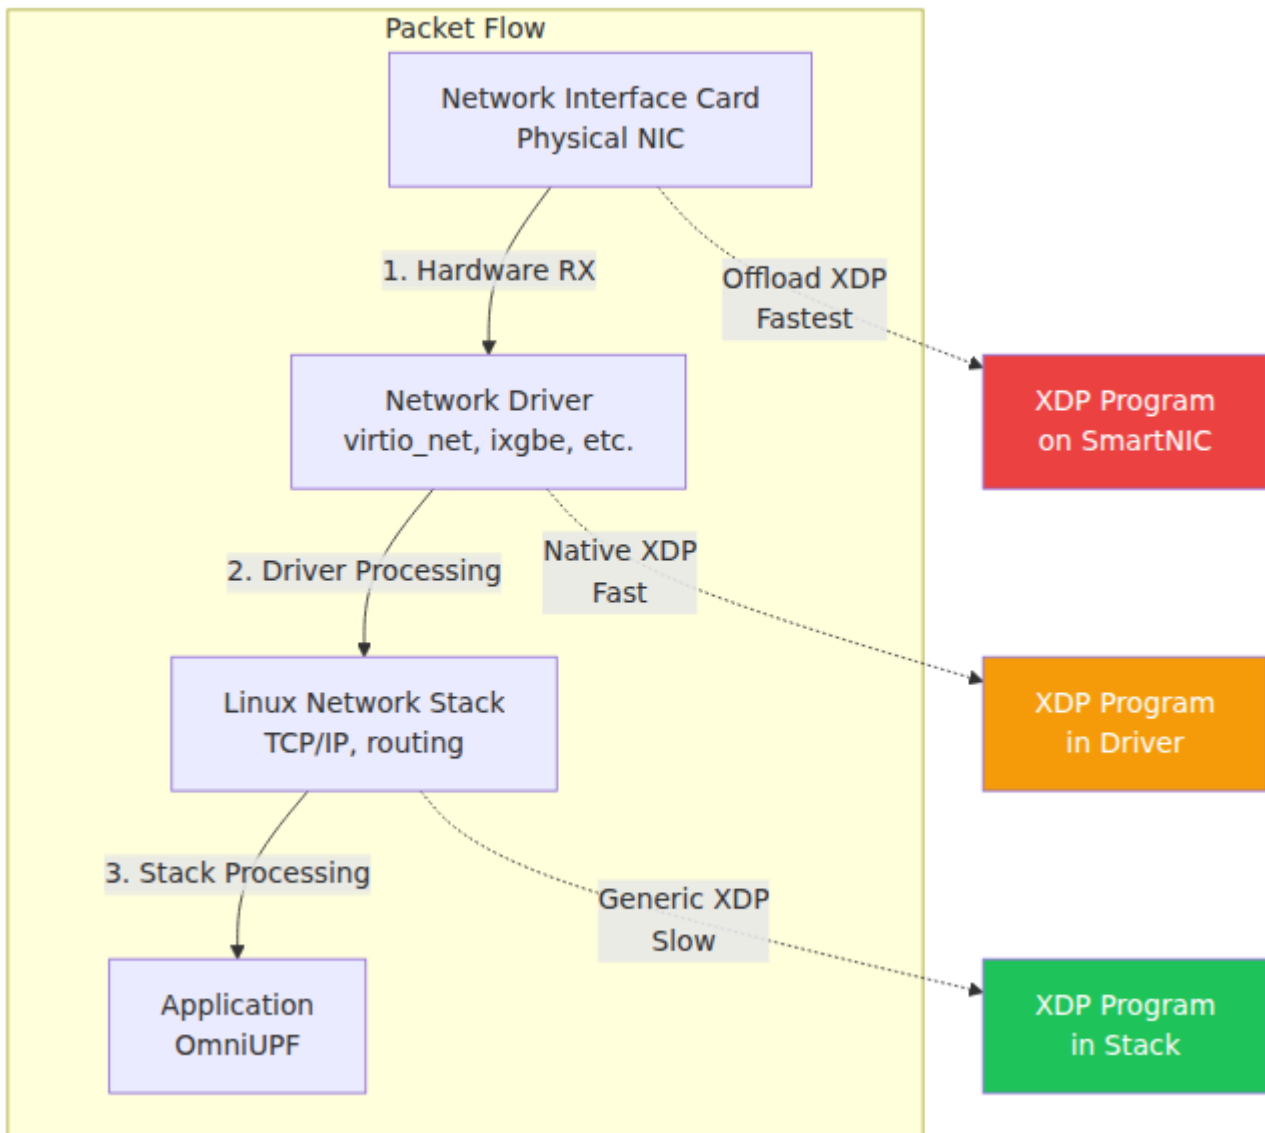 Packet Flow
Network Interface Card
Physical NIC
1. Hardware RX
Offload XDP
Fastest
Network Driver
virtio_net, ixgbe, etc.
XDP Program
on SmartNIC
2. Driver Processing
Native XDP
Fast
Linux Network Stack
TCP/IP, routing
XDP Program
in Driver
3. Stack Processing
Generic XDP
Slow
Application
OmniUPF
XDP Program
in Stack